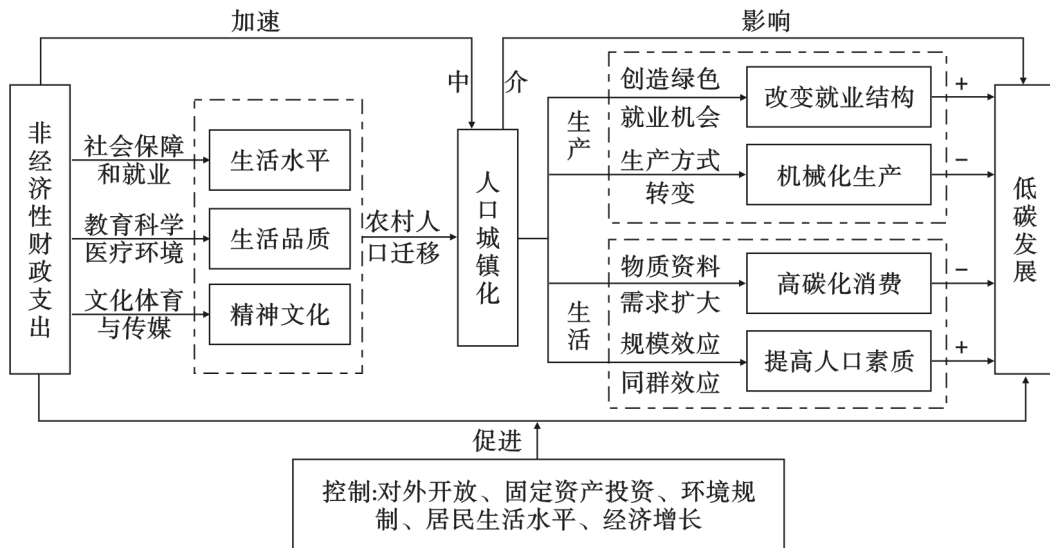 加速
影响
中
介
非经济性财政支出
社会保障
和就业
教育科学
医疗环境
文化体育
与传媒
生活水平
生活品质
精神文化
农村人
口迁移
人口城镇化
生产
创造绿色
就业机会
改变就业结构
+
生产方式
转变
机械化生产
−
生活
物质资料
需求扩大
高碳化消费
−
规模效应
同群效应
提高人口素质
+
低碳发展
促进
控制:对外开放、固定资产投资、环境规
制、居民生活水平、经济增长